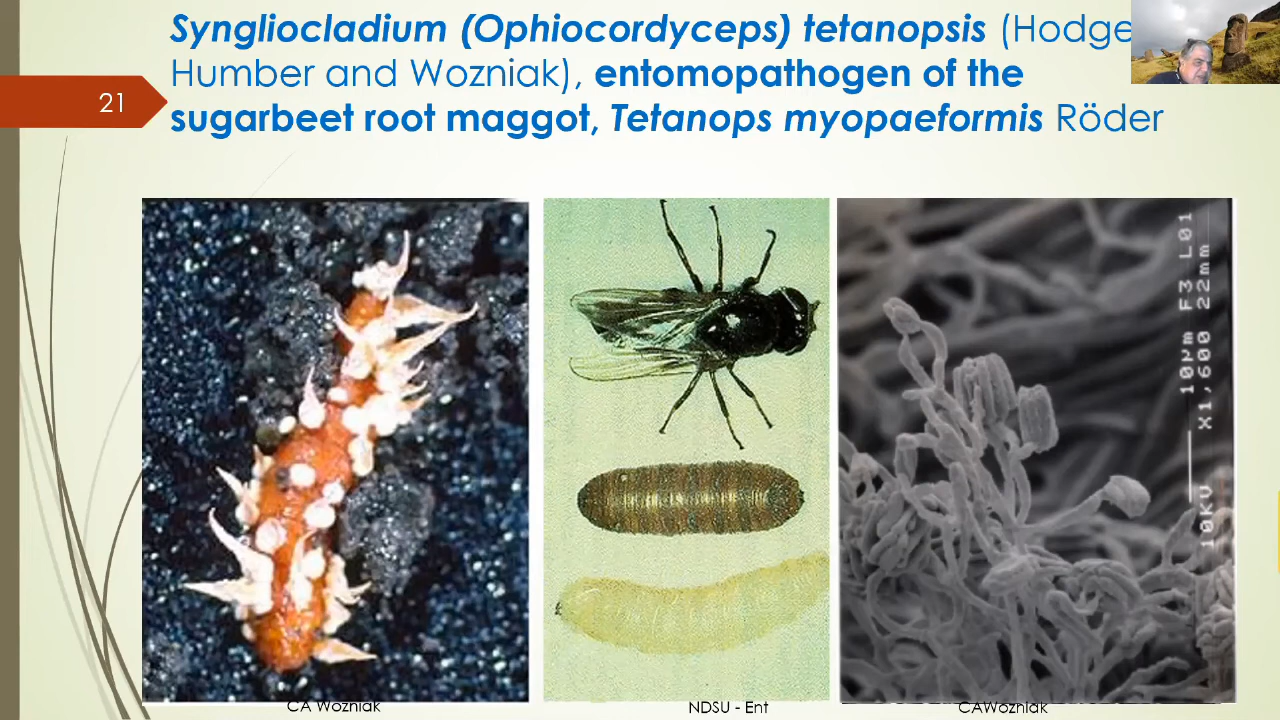 Syngliocladium (Ophiocordyceps) tetanopsis (Hodge
Humber and Wozniak), entomopathogen of the
21
sugarbeet root maggot, Tetanops myopaeformis Röder
10µm F3 L01
10KU X1,600 22mm
CA Wozniak
NDSU - Ent
CAWozniak